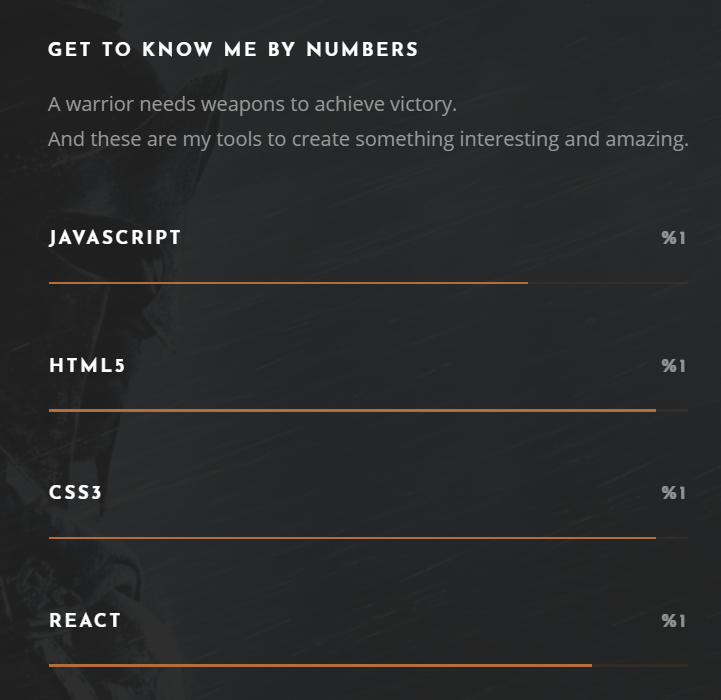 GET TO KNOW ME BY NUMBERS
A warrior needs weapons to achieve victory.
And these are my tools to create something interesting and amazing.
JAVASCRIPT %1
HTML5 %1
CSS3 %1
REACT %1